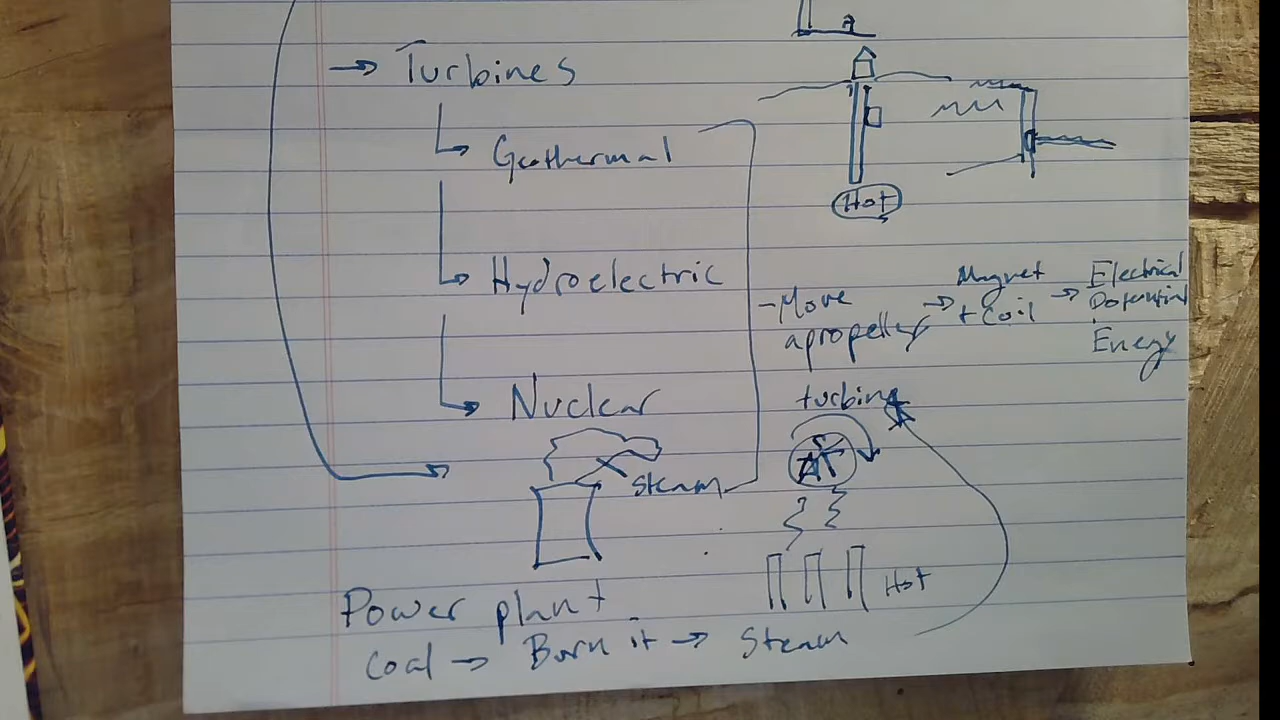 → Turbines
Geothermal
Hot
Hydroelectric
- Move a propeller → Magnet + Coil → Electrical Potential Energy
Nuclear
turbine
steam
Hot
Power plant
Coal → Burn it → Steam